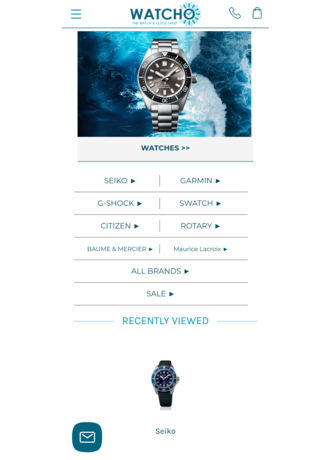 WATCHO
THE WATCH & CLOCK SHOP
WATCHES >>
SEIKO ►
GARMIN ►
G-SHOCK ►
SWATCH ►
CITIZEN ►
ROTARY ►
BAUME & MERCIER ►
Maurice Lacroix ►
ALL BRANDS ►
SALE ►
RECENTLY VIEWED
Seiko